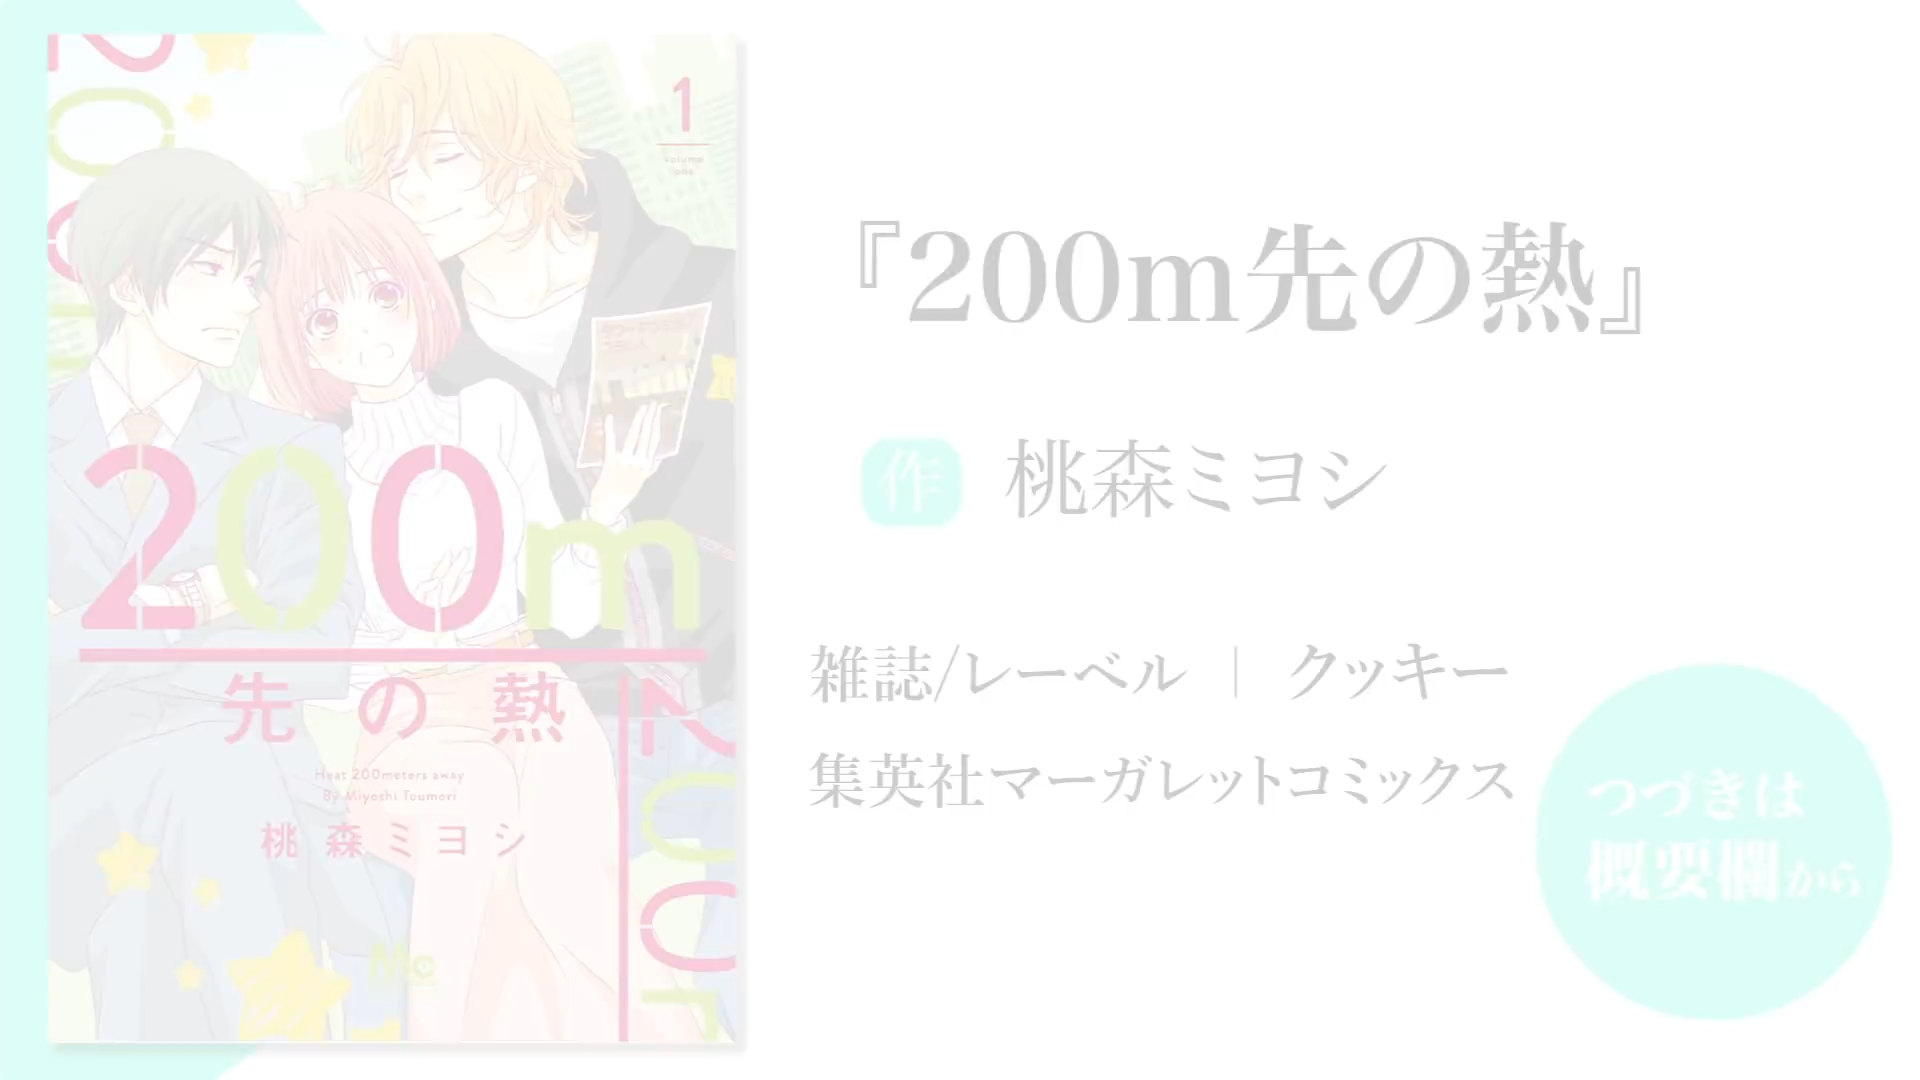 1
volume
one
200m
先の熱
Heat 200meters away
By Miyoshi Toumori
桃森ミヨシ
Mc
『200m先の熱』
作 桃森ミヨシ
雑誌/レーベル | クッキー
集英社マーガレットコミックス
つづきは
概要欄から